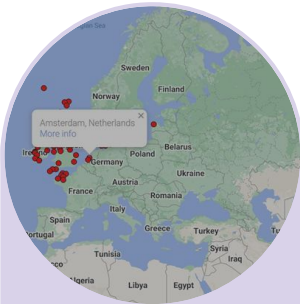 Sweden
Finland
Norway
Amsterdam, Netherlands
More info
Belarus
Poland
Germany
Ukraine
Austria
France
Romania
Italy
Spain
Greece
Turkey
Portugal
Syria
Tunisia
Iraq
Libya
Egypt